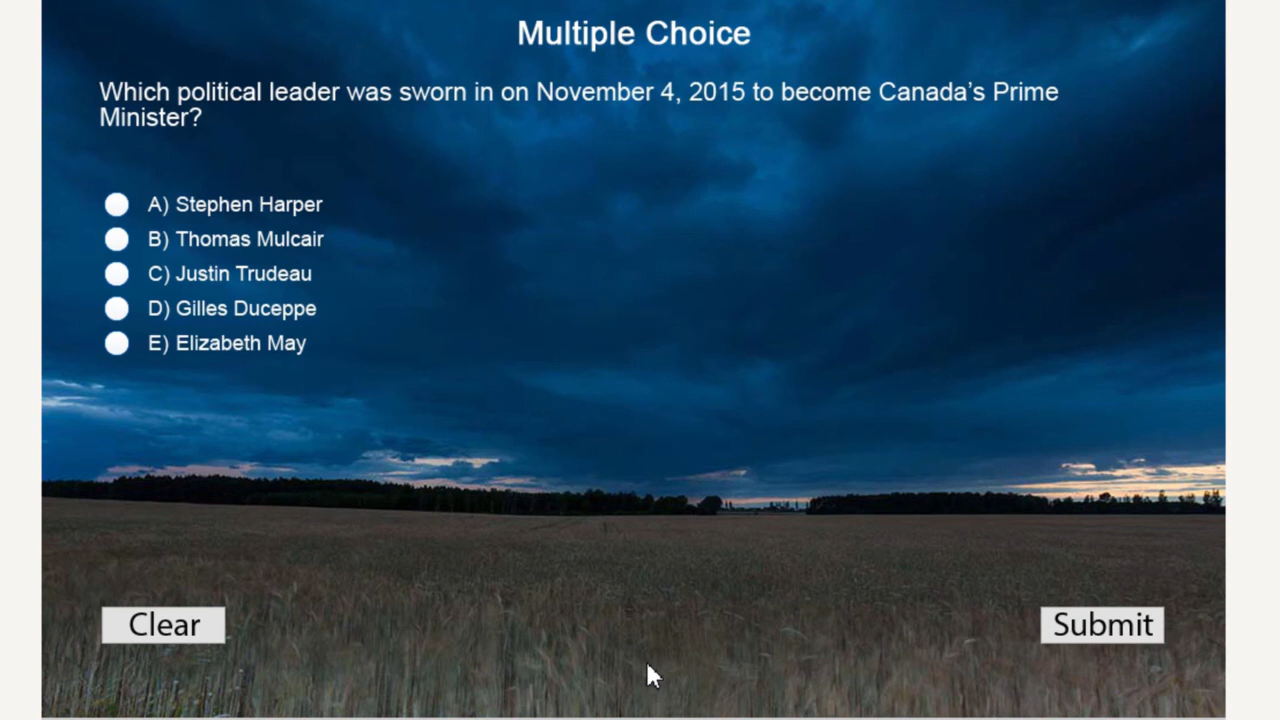 Multiple Choice
Which political leader was sworn in on November 4, 2015 to become Canada’s Prime
Minister?
A) Stephen Harper
B) Thomas Mulcair
C) Justin Trudeau
D) Gilles Duceppe
E) Elizabeth May
Clear
Submit